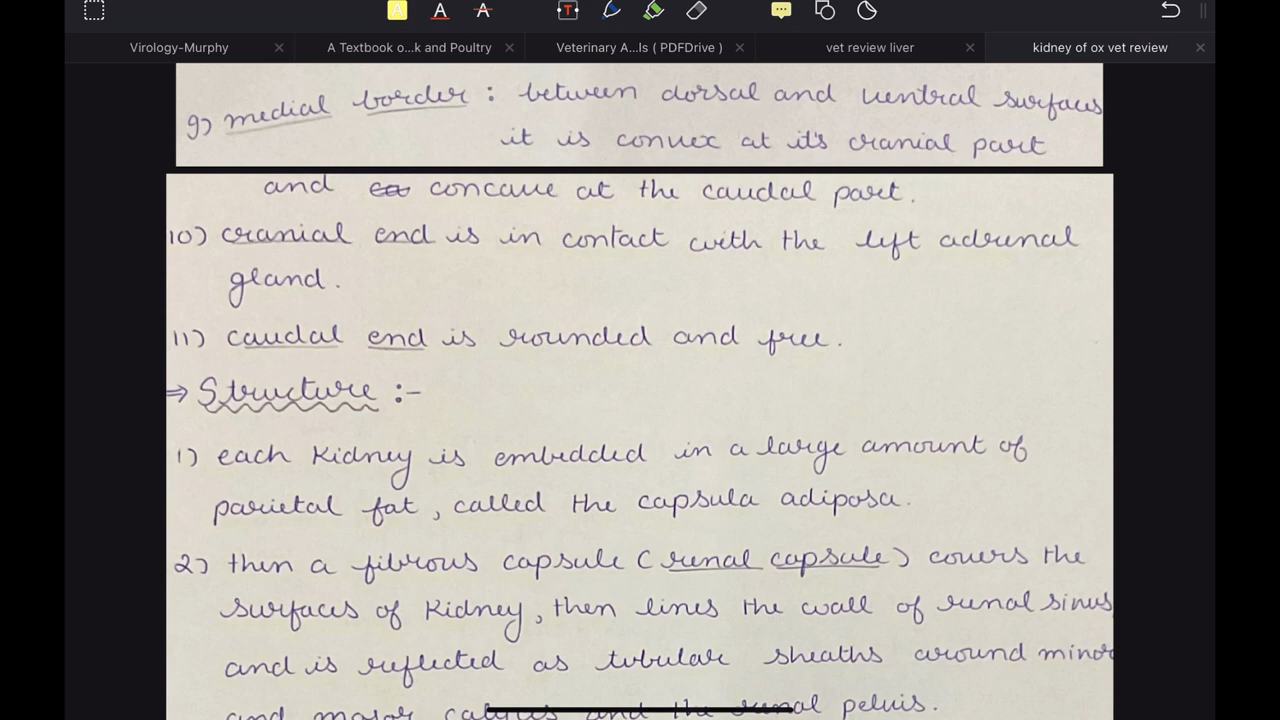 Virology-Murphy
A Textbook o...k and Poultry
Veterinary A...ls ( PDFDrive )
vet review liver
kidney of ox vet review
9) medial border : between dorsal and ventral surfaces
it is convex at it's cranial part
and concave at the caudal part.
10) cranial end is in contact with the left adrenal
gland.
11) caudal end is rounded and free.
⇒ Structure :-
1) each kidney is embedded in a large amount of
parietal fat, called the capsula adiposa.
2) then a fibrous capsule (renal capsule) covers the
surfaces of kidney, then lines the wall of renal sinus
and is reflected as tubular sheaths around minor
and major calyces and the renal pelvis.